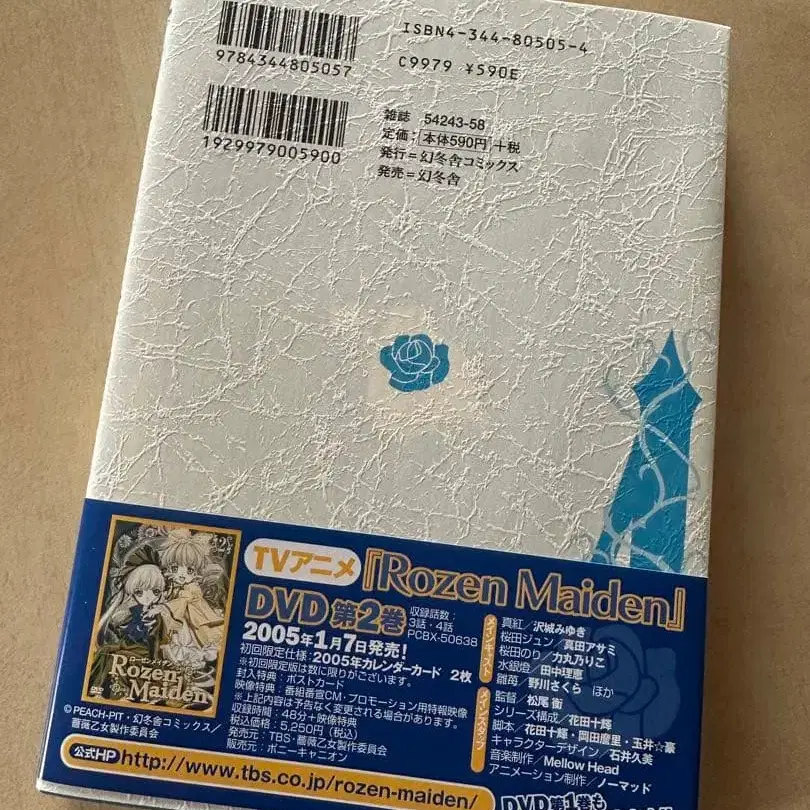 ISBN4-344-80505-4
C9979 ¥590E
9784344805057
1929979005900
雑誌 54243-58
定価:本体590円+税
発行=幻冬舎コミックス
発売=幻冬舎
TVアニメ『Rozen Maiden』
DVD 第2巻
収録話数:
3話・4話
PCBX-50638
2005年1月7日発売!
初回限定仕様:2005年カレンダーカード 2枚
※初回限定版は数に限りがございます。
封入特典:ポストカード
映像特典:番組番宣CM・プロモーション用特報映像
※上記内容は予告なく変更される場合があります。
収録時間:48分+映像特典
税込価格:5,250円(税込)
発売元:TBS・薔薇乙女製作委員会
販売元:ポニーキャニオン
メインキャスト
真紅/沢城みゆき
桜田ジュン/真田アサミ
桜田のり/力丸乃りこ
水銀燈/田中理恵
雛苺/野川さくら ほか
メインスタッフ
監督/松尾 衡
シリーズ構成/花田十輝
脚本/花田十輝・岡田麿里・玉井☆豪
キャラクターデザイン/石井久美
音楽制作/Mellow Head
アニメーション制作/ノーマッド
2
ローゼンメイデン
Rozen
Maiden
DVD
©PEACH-PIT・幻冬舎コミックス/
薔薇乙女製作委員会
公式HP http://www.tbs.co.jp/rozen-maiden/
DVD第1巻も